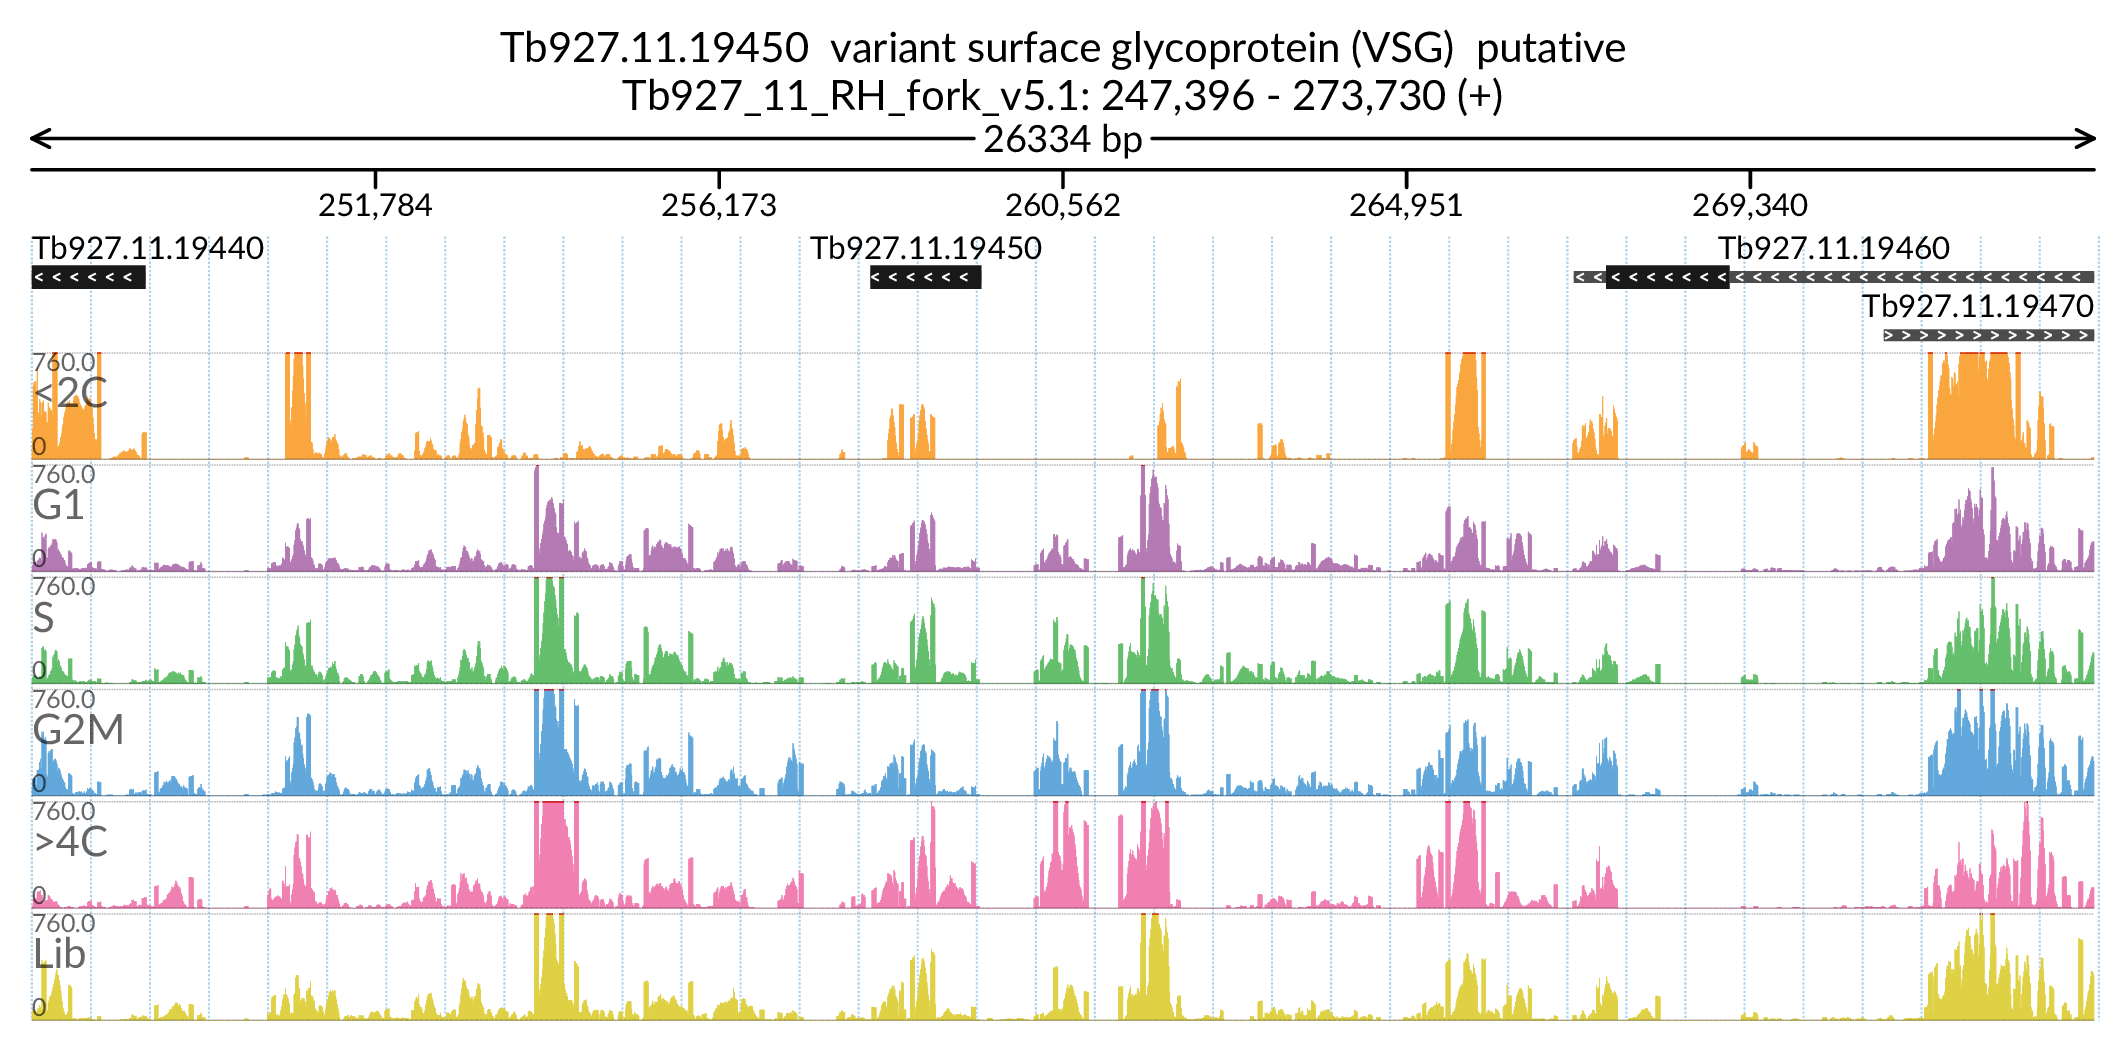 Tb927.11.19450  variant surface glycoprotein (VSG)  putative
Tb927_11_RH_fork_v5.1: 247,396 - 273,730 (+)
26334 bp
251,784 256,173 260,562 264,951 269,340
Tb927.11.19440 Tb927.11.19450 Tb927.11.19460
Tb927.11.19470
760.0
<2C
0
760.0
G1
0
760.0
S
0
760.0
G2M
0
760.0
>4C
0
760.0
Lib
0